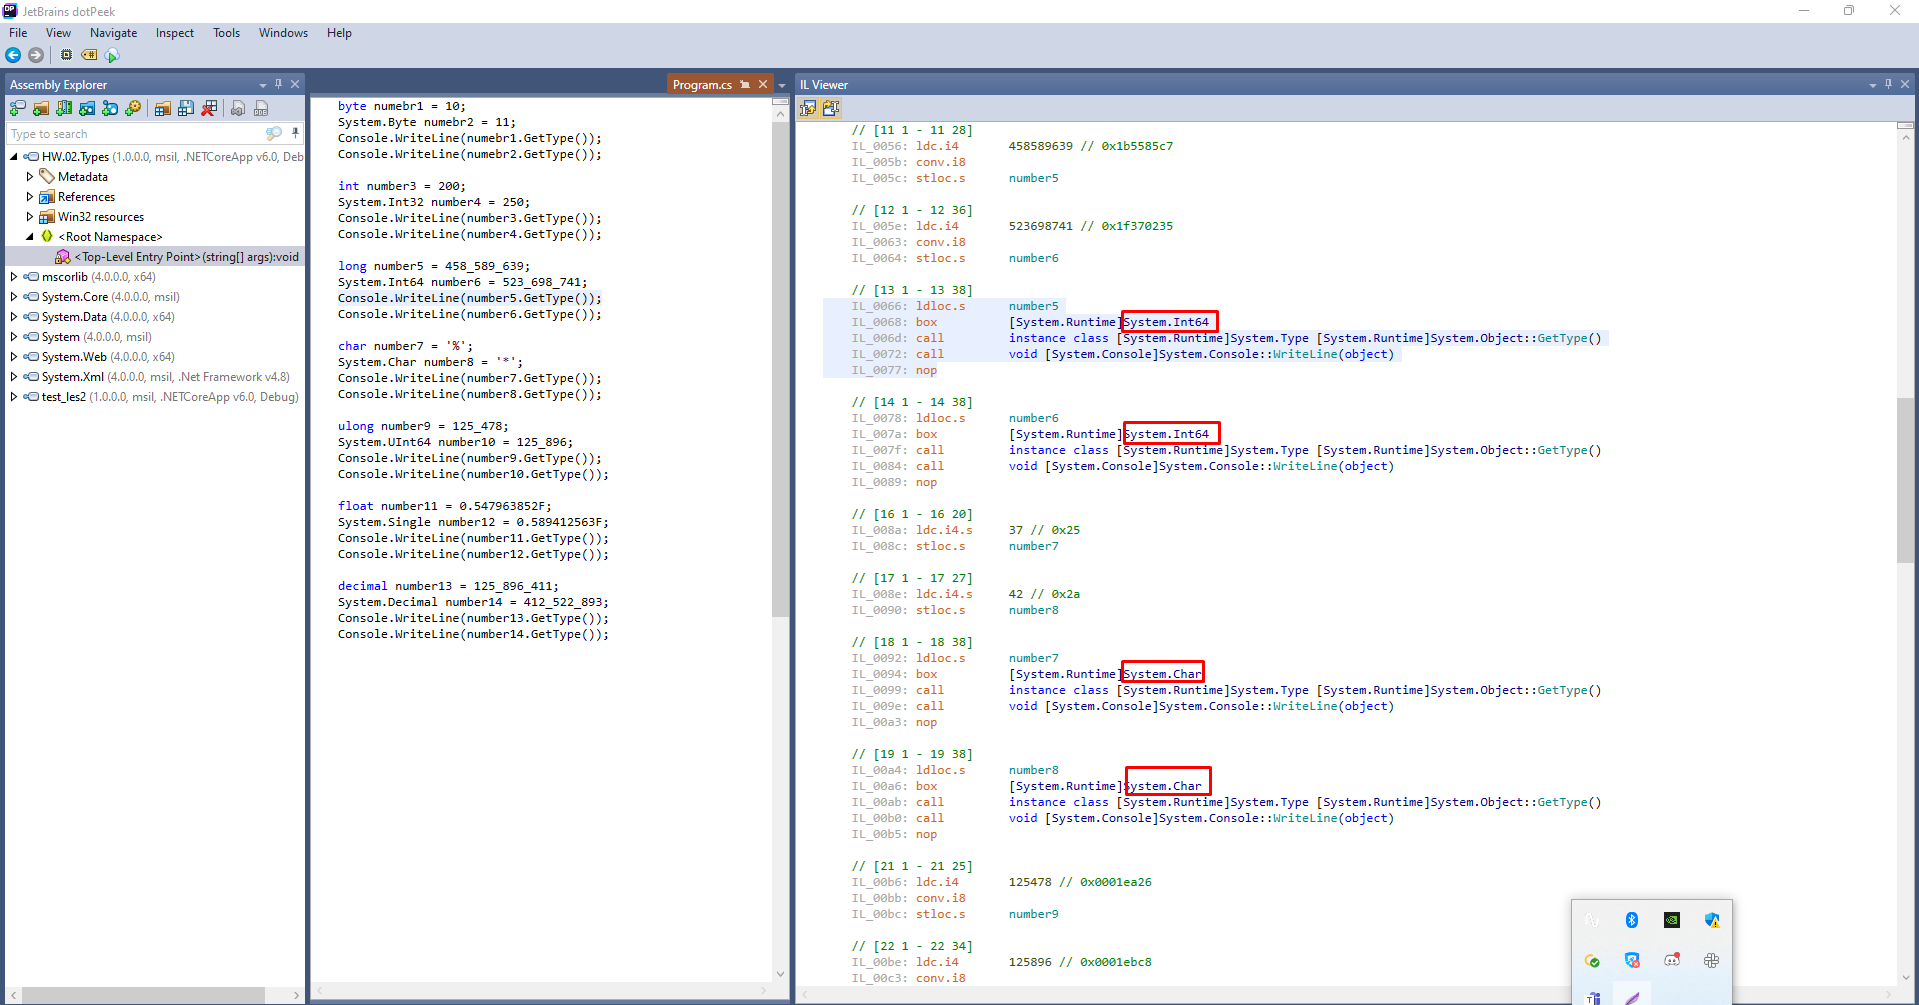 JetBrains dotPeek
File View Navigate Inspect Tools Windows Help
Assembly Explorer
Type to search
HW.02.Types (1.0.0.0, msil, .NETCoreApp v6.0, Deb
Metadata
References
Win32 resources
<Root Namespace>
<Top-Level Entry Point>(string[] args):void
mscorlib (4.0.0.0, x64)
System.Core (4.0.0.0, msil)
System.Data (4.0.0.0, x64)
System (4.0.0.0, msil)
System.Web (4.0.0.0, x64)
System.Xml (4.0.0.0, msil, .Net Framework v4.8)
test_les2 (1.0.0.0, msil, .NETCoreApp v6.0, Debug)
Program.cs
byte numebr1 = 10;
System.Byte numebr2 = 11;
Console.WriteLine(numebr1.GetType());
Console.WriteLine(numebr2.GetType());
int number3 = 200;
System.Int32 number4 = 250;
Console.WriteLine(number3.GetType());
Console.WriteLine(number4.GetType());
long number5 = 458_589_639;
System.Int64 number6 = 523_698_741;
Console.WriteLine(number5.GetType());
Console.WriteLine(number6.GetType());
char number7 = '%';
System.Char number8 = '*';
Console.WriteLine(number7.GetType());
Console.WriteLine(number8.GetType());
ulong number9 = 125_478;
System.UInt64 number10 = 125_896;
Console.WriteLine(number9.GetType());
Console.WriteLine(number10.GetType());
float number11 = 0.547963852F;
System.Single number12 = 0.589412563F;
Console.WriteLine(number11.GetType());
Console.WriteLine(number12.GetType());
decimal number13 = 125_896_411;
System.Decimal number14 = 412_522_893;
Console.WriteLine(number13.GetType());
Console.WriteLine(number14.GetType());
IL Viewer
// [11 1 - 11 28]
IL_0056: ldc.i4 458589639 // 0x1b5585c7
IL_005b: conv.i8
IL_005c: stloc.s number5
// [12 1 - 12 36]
IL_005e: ldc.i4 523698741 // 0x1f370235
IL_0063: conv.i8
IL_0064: stloc.s number6
// [13 1 - 13 38]
IL_0066: ldloc.s number5
IL_0068: box [System.Runtime]System.Int64
IL_006d: call instance class [System.Runtime]System.Type [System.Runtime]System.Object::GetType()
IL_0072: call void [System.Console]System.Console::WriteLine(object)
IL_0077: nop
// [14 1 - 14 38]
IL_0078: ldloc.s number6
IL_007a: box [System.Runtime]System.Int64
IL_007f: call instance class [System.Runtime]System.Type [System.Runtime]System.Object::GetType()
IL_0084: call void [System.Console]System.Console::WriteLine(object)
IL_0089: nop
// [16 1 - 16 20]
IL_008a: ldc.i4.s 37 // 0x25
IL_008c: stloc.s number7
// [17 1 - 17 27]
IL_008e: ldc.i4.s 42 // 0x2a
IL_0090: stloc.s number8
// [18 1 - 18 38]
IL_0092: ldloc.s number7
IL_0094: box [System.Runtime]System.Char
IL_0099: call instance class [System.Runtime]System.Type [System.Runtime]System.Object::GetType()
IL_009e: call void [System.Console]System.Console::WriteLine(object)
IL_00a3: nop
// [19 1 - 19 38]
IL_00a4: ldloc.s number8
IL_00a6: box [System.Runtime]System.Char
IL_00ab: call instance class [System.Runtime]System.Type [System.Runtime]System.Object::GetType()
IL_00b0: call void [System.Console]System.Console::WriteLine(object)
IL_00b5: nop
// [21 1 - 21 25]
IL_00b6: ldc.i4 125478 // 0x0001ea26
IL_00bb: conv.i8
IL_00bc: stloc.s number9
// [22 1 - 22 34]
IL_00be: ldc.i4 125896 // 0x0001ebc8
IL_00c3: conv.i8